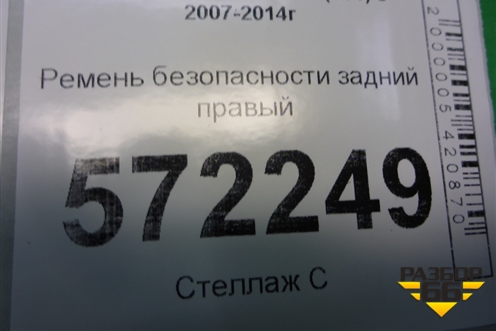 2007-2014г
Ремень безопасности задний
правый
572249
Стеллаж С
2000005420870
РАЗБОР
66